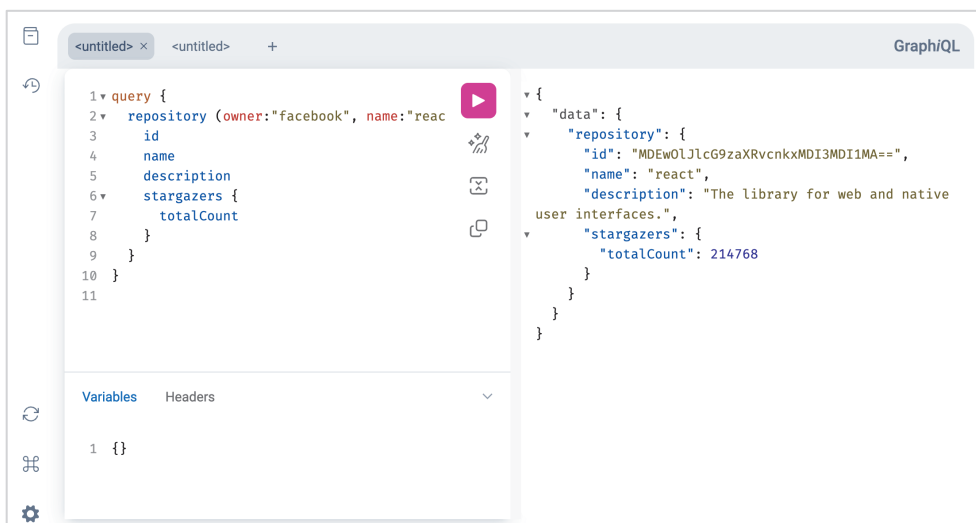 <untitled> × <untitled> +
GraphiQL
1 query {
2 repository (owner:"facebook", name:"reac
3 id
4 name
5 description
6 stargazers {
7 totalCount
8 }
9 }
10 }
11
{
"data": {
"repository": {
"id": "MDEwOlJlcG9zaXRvcnkxMDI3MDI1MA==",
"name": "react",
"description": "The library for web and native
user interfaces.",
"stargazers": {
"totalCount": 214768
}
}
}
}
Variables Headers
1 {}